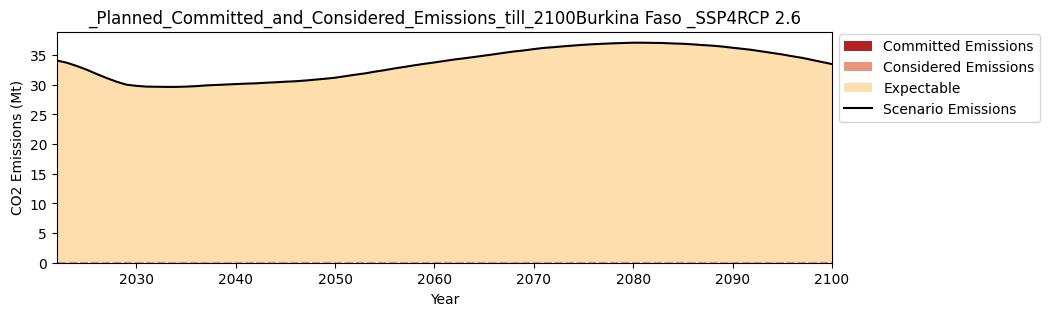 _Planned_Committed_and_Considered_Emissions_till_2100Burkina Faso _SSP4RCP 2.6
CO2 Emissions (Mt)
35
30
25
20
15
10
5
0
2030 2040 2050 2060 2070 2080 2090 2100
Year
Committed Emissions
Considered Emissions
Expectable
Scenario Emissions